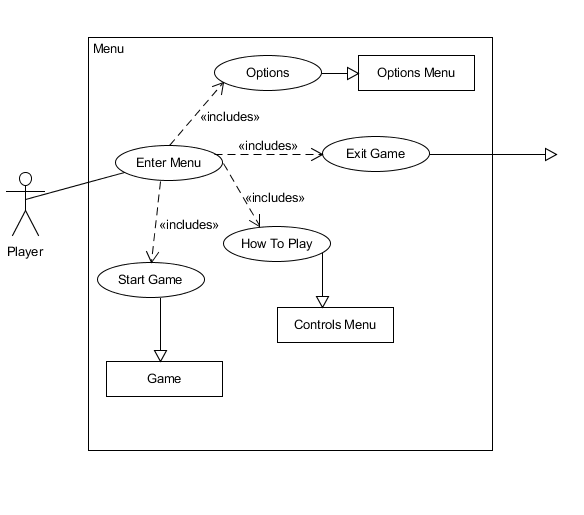 Menu
Options
Options Menu
«includes»
«includes»
Exit Game
Enter Menu
«includes»
Player
«includes»
How To Play
Start Game
Controls Menu
Game